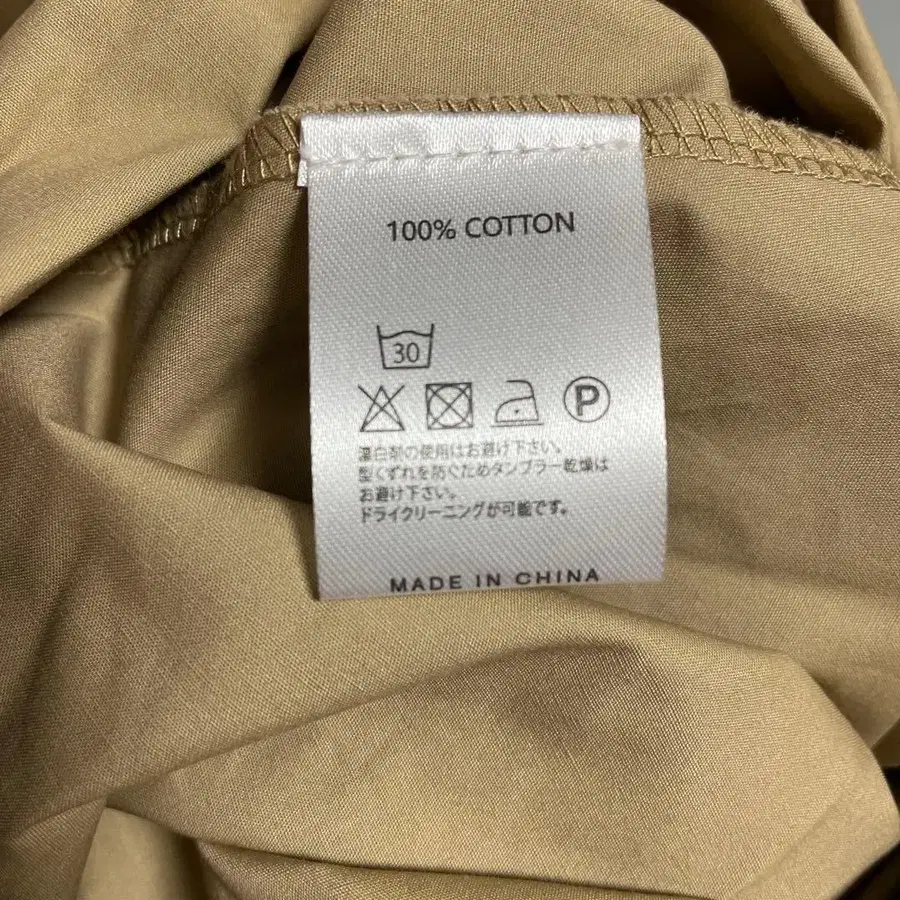 100% COTTON
30
P
温白剤の使用はお避け下さい。
型くずれを防ぐためタンブラー乾燥は
お避け下さい。
ドライクリーニングが可能です。
MADE IN CHINA